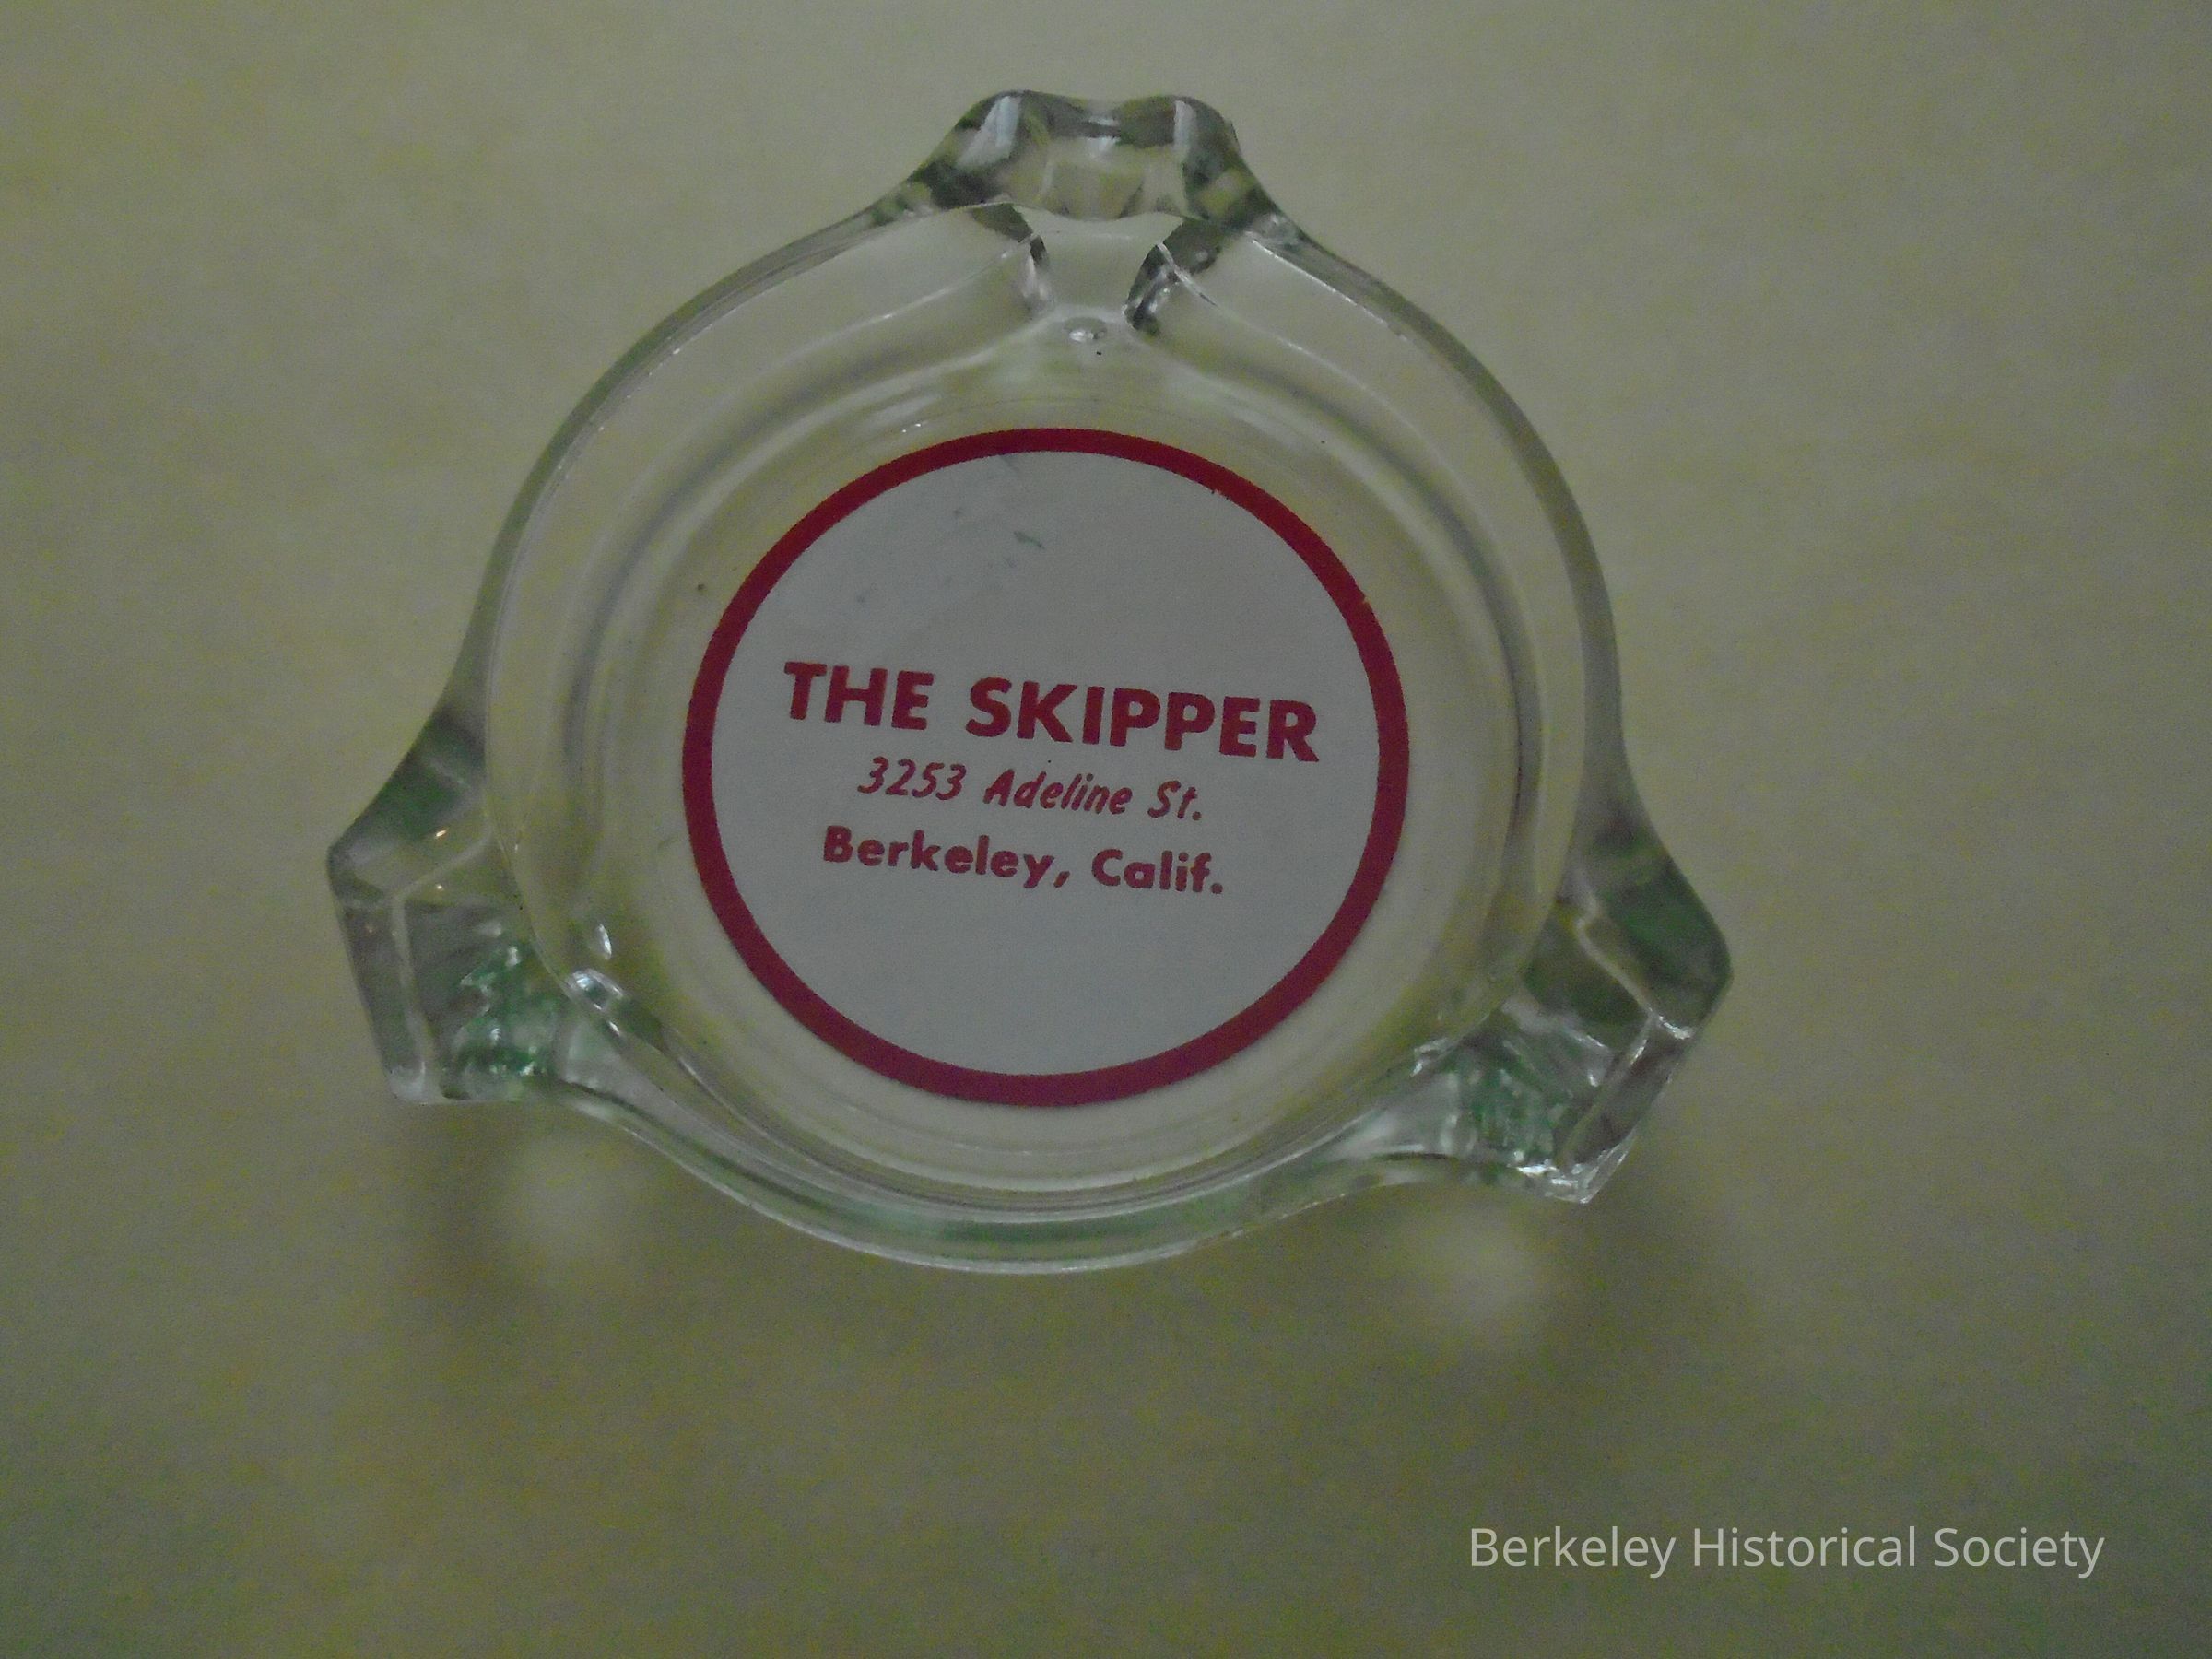 THE SKIPPER
3253 Adeline St.
Berkeley, Calif.
Berkeley Historical Society